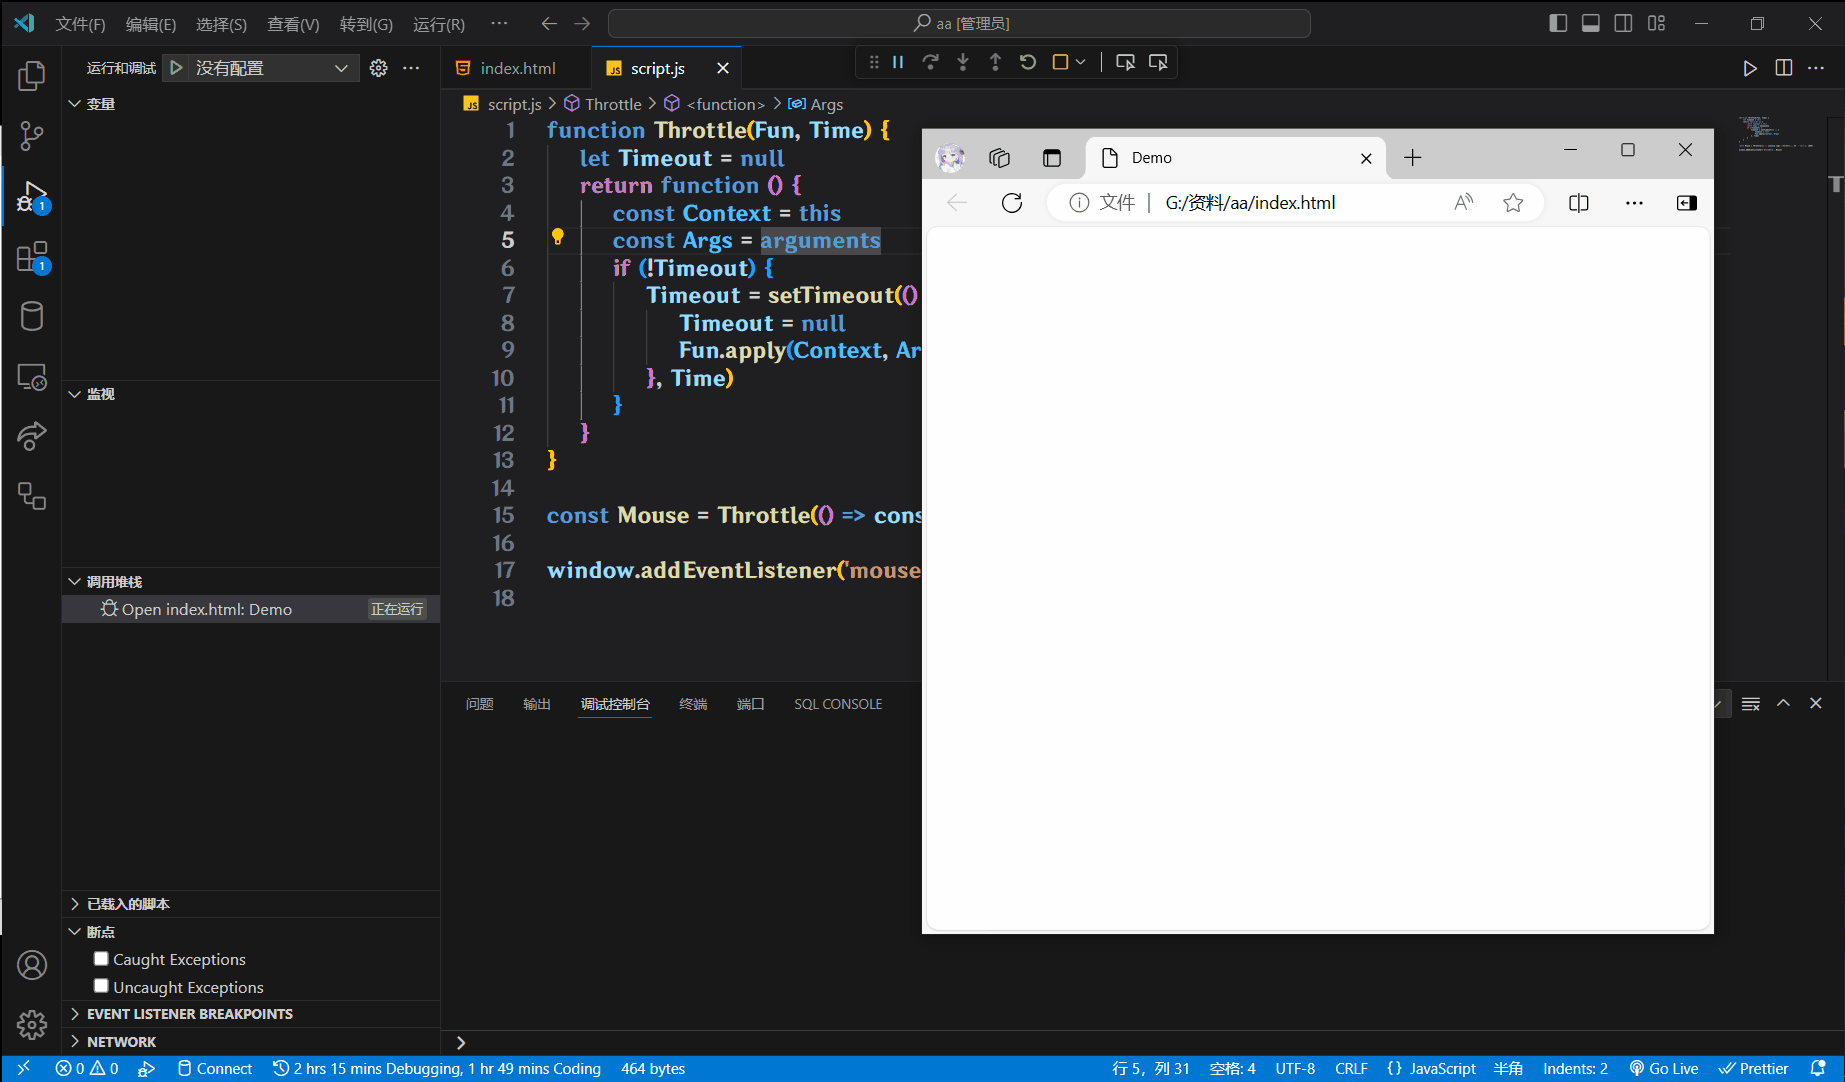 文件(F) 编辑(E) 选择(S) 查看(V) 转到(G) 运行(R) ··· aa [管理员]
运行和调试 没有配置 ···
index.html script.js
script.js > Throttle > <function> > Args
变量
1 function Throttle(Fun, Time) {
2 let Timeout = null
3 return function () {
4 const Context = this
5 const Args = arguments
6 if (!Timeout) {
7 Timeout = setTimeout(()
8 Timeout = null
9 Fun.apply(Context, Ar
10 }, Time)
11 }
12 }
13 }
14
15 const Mouse = Throttle(() => cons
16
17 window.addEventListener('mouse
18
Demo
文件 | G:/资料/aa/index.html
1
1
监视
调用堆栈
Open index.html: Demo 正在运行
问题 输出 调试控制台 终端 端口 SQL CONSOLE
已载入的脚本
断点
Caught Exceptions
Uncaught Exceptions
EVENT LISTENER BREAKPOINTS
NETWORK
0 0 Connect 2 hrs 15 mins Debugging, 1 hr 49 mins Coding 464 bytes 行 5，列 31 空格: 4 UTF-8 CRLF {} JavaScript 半角 Indents: 2 Go Live Prettier